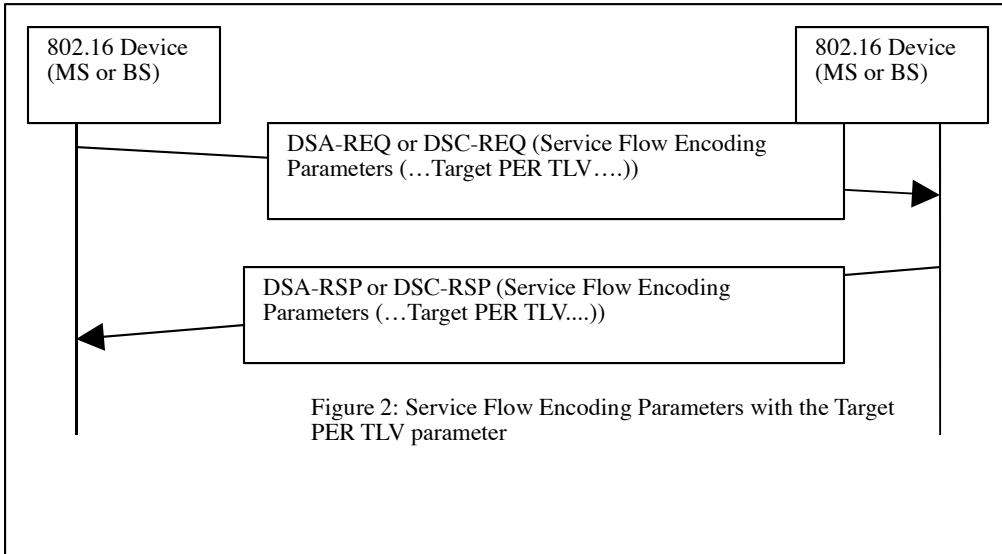 802.16 Device
(MS or BS)
802.16 Device
(MS or BS)
DSA-REQ or DSC-REQ (Service Flow Encoding
Parameters (…Target PER TLV….))
DSA-RSP or DSC-RSP (Service Flow Encoding
Parameters (…Target PER TLV....))
Figure 2: Service Flow Encoding Parameters with the Target
PER TLV parameter